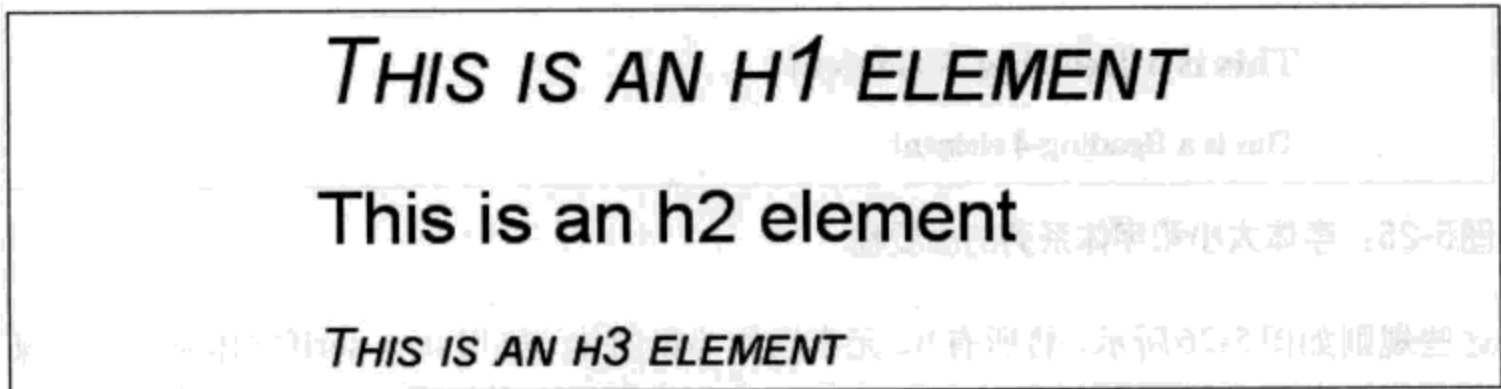 THIS IS AN H1 ELEMENT
This is an h2 element
THIS IS AN H3 ELEMENT